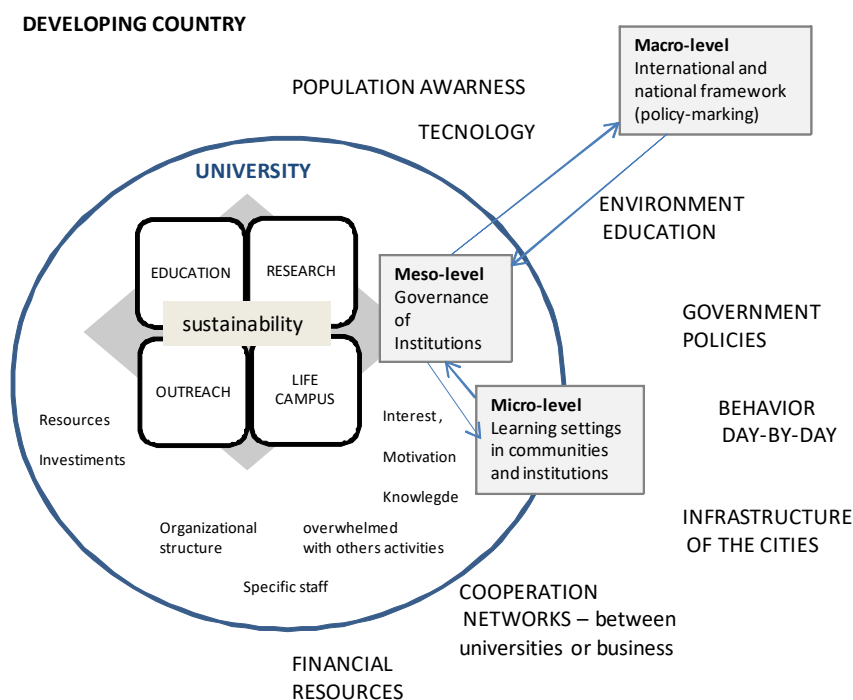 DEVELOPING COUNTRY
Macro-level
International and
national framework
(policy-marking)
POPULATION AWARNESS
TECNOLOGY
UNIVERSITY
ENVIRONMENT
EDUCATION
EDUCATION
RESEARCH
sustainability
OUTREACH
LIFE
CAMPUS
Meso-level
Governance
of
Institutions
GOVERNMENT
POLICIES
Micro-level
Learning settings
in communities
and institutions
BEHAVIOR
DAY-BY-DAY
Resources
Investiments
Interest,
Motivation
Knowlegde
Organizational
structure
overwhelmed
with others activities
Specific staff
INFRASTRUCTURE
OF THE CITIES
COOPERATION
NETWORKS – between
universities or business
FINANCIAL
RESOURCES